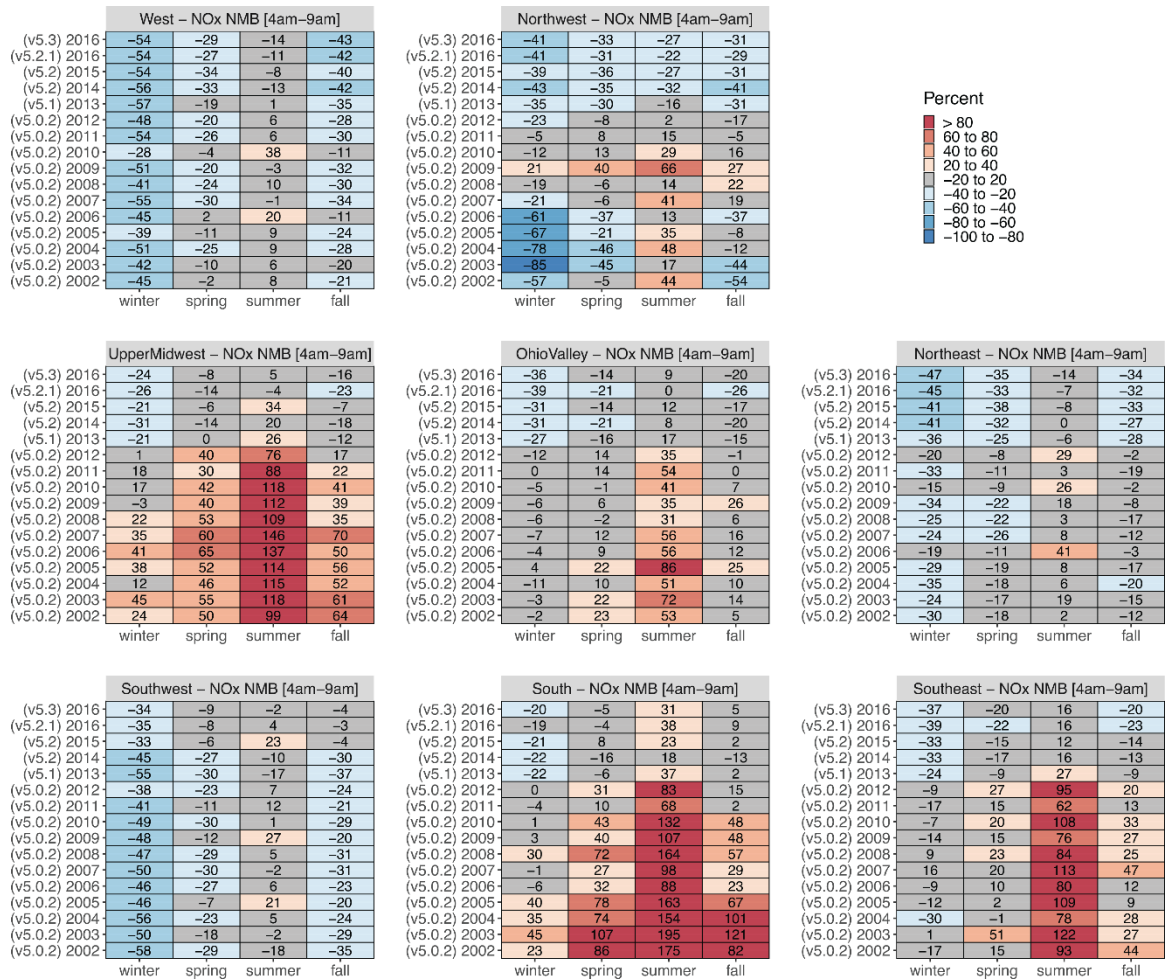 West − NOx NMB [4am−9am]
(v5.3) 2016 −54 −29 −14 −43
(v5.2.1) 2016 −54 −27 −11 −42
(v5.2) 2015 −54 −34 −8 −40
(v5.2) 2014 −56 −33 −13 −42
(v5.1) 2013 −57 −19 1 −35
(v5.0.2) 2012 −48 −20 6 −28
(v5.0.2) 2011 −54 −26 6 −30
(v5.0.2) 2010 −28 −4 38 −11
(v5.0.2) 2009 −51 −20 −3 −32
(v5.0.2) 2008 −41 −24 10 −30
(v5.0.2) 2007 −55 −30 −1 −34
(v5.0.2) 2006 −45 2 20 −11
(v5.0.2) 2005 −39 −11 9 −24
(v5.0.2) 2004 −51 −25 9 −28
(v5.0.2) 2003 −42 −10 6 −20
(v5.0.2) 2002 −45 −2 8 −21
winter spring summer fall
Northwest − NOx NMB [4am−9am]
(v5.3) 2016 −41 −33 −27 −31
(v5.2.1) 2016 −41 −31 −22 −29
(v5.2) 2015 −39 −36 −27 −31
(v5.2) 2014 −43 −35 −32 −41
(v5.1) 2013 −35 −30 −16 −31
(v5.0.2) 2012 −23 −8 2 −17
(v5.0.2) 2011 −5 8 15 −5
(v5.0.2) 2010 −12 13 29 16
(v5.0.2) 2009 21 40 66 27
(v5.0.2) 2008 −19 −6 14 22
(v5.0.2) 2007 −21 −6 41 19
(v5.0.2) 2006 −61 −37 13 −37
(v5.0.2) 2005 −67 −21 35 −8
(v5.0.2) 2004 −78 −46 48 −12
(v5.0.2) 2003 −85 −45 17 −44
(v5.0.2) 2002 −57 −5 44 −54
winter spring summer fall
Percent
> 80
60 to 80
40 to 60
20 to 40
−20 to 20
−40 to −20
−60 to −40
−80 to −60
−100 to −80
UpperMidwest − NOx NMB [4am−9am]
(v5.3) 2016 −24 −8 5 −16
(v5.2.1) 2016 −26 −14 −4 −23
(v5.2) 2015 −21 −6 34 −7
(v5.2) 2014 −31 −14 20 −18
(v5.1) 2013 −21 0 26 −12
(v5.0.2) 2012 1 40 76 17
(v5.0.2) 2011 18 30 88 22
(v5.0.2) 2010 17 42 118 41
(v5.0.2) 2009 −3 40 112 39
(v5.0.2) 2008 22 53 109 35
(v5.0.2) 2007 35 60 146 70
(v5.0.2) 2006 41 65 137 50
(v5.0.2) 2005 38 52 114 56
(v5.0.2) 2004 12 46 115 52
(v5.0.2) 2003 45 55 118 61
(v5.0.2) 2002 24 50 99 64
winter spring summer fall
OhioValley − NOx NMB [4am−9am]
(v5.3) 2016 −36 −14 9 −20
(v5.2.1) 2016 −39 −21 0 −26
(v5.2) 2015 −31 −14 12 −17
(v5.2) 2014 −31 −21 8 −20
(v5.1) 2013 −27 −16 17 −15
(v5.0.2) 2012 −12 14 35 −1
(v5.0.2) 2011 0 14 54 0
(v5.0.2) 2010 −5 −1 41 7
(v5.0.2) 2009 −6 6 35 26
(v5.0.2) 2008 −6 −2 31 6
(v5.0.2) 2007 −7 12 56 16
(v5.0.2) 2006 −4 9 56 12
(v5.0.2) 2005 4 22 86 25
(v5.0.2) 2004 −11 10 51 10
(v5.0.2) 2003 −3 22 72 14
(v5.0.2) 2002 −2 23 53 5
winter spring summer fall
Northeast − NOx NMB [4am−9am]
(v5.3) 2016 −47 −35 −14 −34
(v5.2.1) 2016 −45 −33 −7 −32
(v5.2) 2015 −41 −38 −8 −33
(v5.2) 2014 −41 −32 0 −27
(v5.1) 2013 −36 −25 −6 −28
(v5.0.2) 2012 −20 −8 29 −2
(v5.0.2) 2011 −33 −11 3 −19
(v5.0.2) 2010 −15 −9 26 −2
(v5.0.2) 2009 −34 −22 18 −8
(v5.0.2) 2008 −25 −22 3 −17
(v5.0.2) 2007 −24 −26 8 −12
(v5.0.2) 2006 −19 −11 41 −3
(v5.0.2) 2005 −29 −19 8 −17
(v5.0.2) 2004 −35 −18 6 −20
(v5.0.2) 2003 −24 −17 19 −15
(v5.0.2) 2002 −30 −18 2 −12
winter spring summer fall
Southwest − NOx NMB [4am−9am]
(v5.3) 2016 −34 −9 −2 −4
(v5.2.1) 2016 −35 −8 4 −3
(v5.2) 2015 −33 −6 23 −4
(v5.2) 2014 −45 −27 −10 −30
(v5.1) 2013 −55 −30 −17 −37
(v5.0.2) 2012 −38 −23 7 −24
(v5.0.2) 2011 −41 −11 12 −21
(v5.0.2) 2010 −49 −30 1 −29
(v5.0.2) 2009 −48 −12 27 −20
(v5.0.2) 2008 −47 −29 5 −31
(v5.0.2) 2007 −50 −30 −2 −31
(v5.0.2) 2006 −46 −27 6 −23
(v5.0.2) 2005 −46 −7 21 −20
(v5.0.2) 2004 −56 −23 5 −24
(v5.0.2) 2003 −50 −18 −2 −29
(v5.0.2) 2002 −58 −29 −18 −35
winter spring summer fall
South − NOx NMB [4am−9am]
(v5.3) 2016 −20 −5 31 5
(v5.2.1) 2016 −19 −4 38 9
(v5.2) 2015 −21 8 23 2
(v5.2) 2014 −22 −16 18 −13
(v5.1) 2013 −22 −6 37 2
(v5.0.2) 2012 0 31 83 15
(v5.0.2) 2011 −4 10 68 2
(v5.0.2) 2010 1 43 132 48
(v5.0.2) 2009 3 40 107 48
(v5.0.2) 2008 30 72 164 57
(v5.0.2) 2007 −1 27 98 29
(v5.0.2) 2006 −6 32 88 23
(v5.0.2) 2005 40 78 163 67
(v5.0.2) 2004 35 74 154 101
(v5.0.2) 2003 45 107 195 121
(v5.0.2) 2002 23 86 175 82
winter spring summer fall
Southeast − NOx NMB [4am−9am]
(v5.3) 2016 −37 −20 16 −20
(v5.2.1) 2016 −39 −22 16 −23
(v5.2) 2015 −33 −15 12 −14
(v5.2) 2014 −33 −17 16 −13
(v5.1) 2013 −24 −9 27 −9
(v5.0.2) 2012 −9 27 95 20
(v5.0.2) 2011 −17 15 62 13
(v5.0.2) 2010 −7 20 108 33
(v5.0.2) 2009 −14 15 76 27
(v5.0.2) 2008 9 23 84 25
(v5.0.2) 2007 16 20 113 47
(v5.0.2) 2006 −9 10 80 12
(v5.0.2) 2005 −12 2 109 9
(v5.0.2) 2004 −30 −1 78 28
(v5.0.2) 2003 1 51 122 27
(v5.0.2) 2002 −17 15 93 44
winter spring summer fall